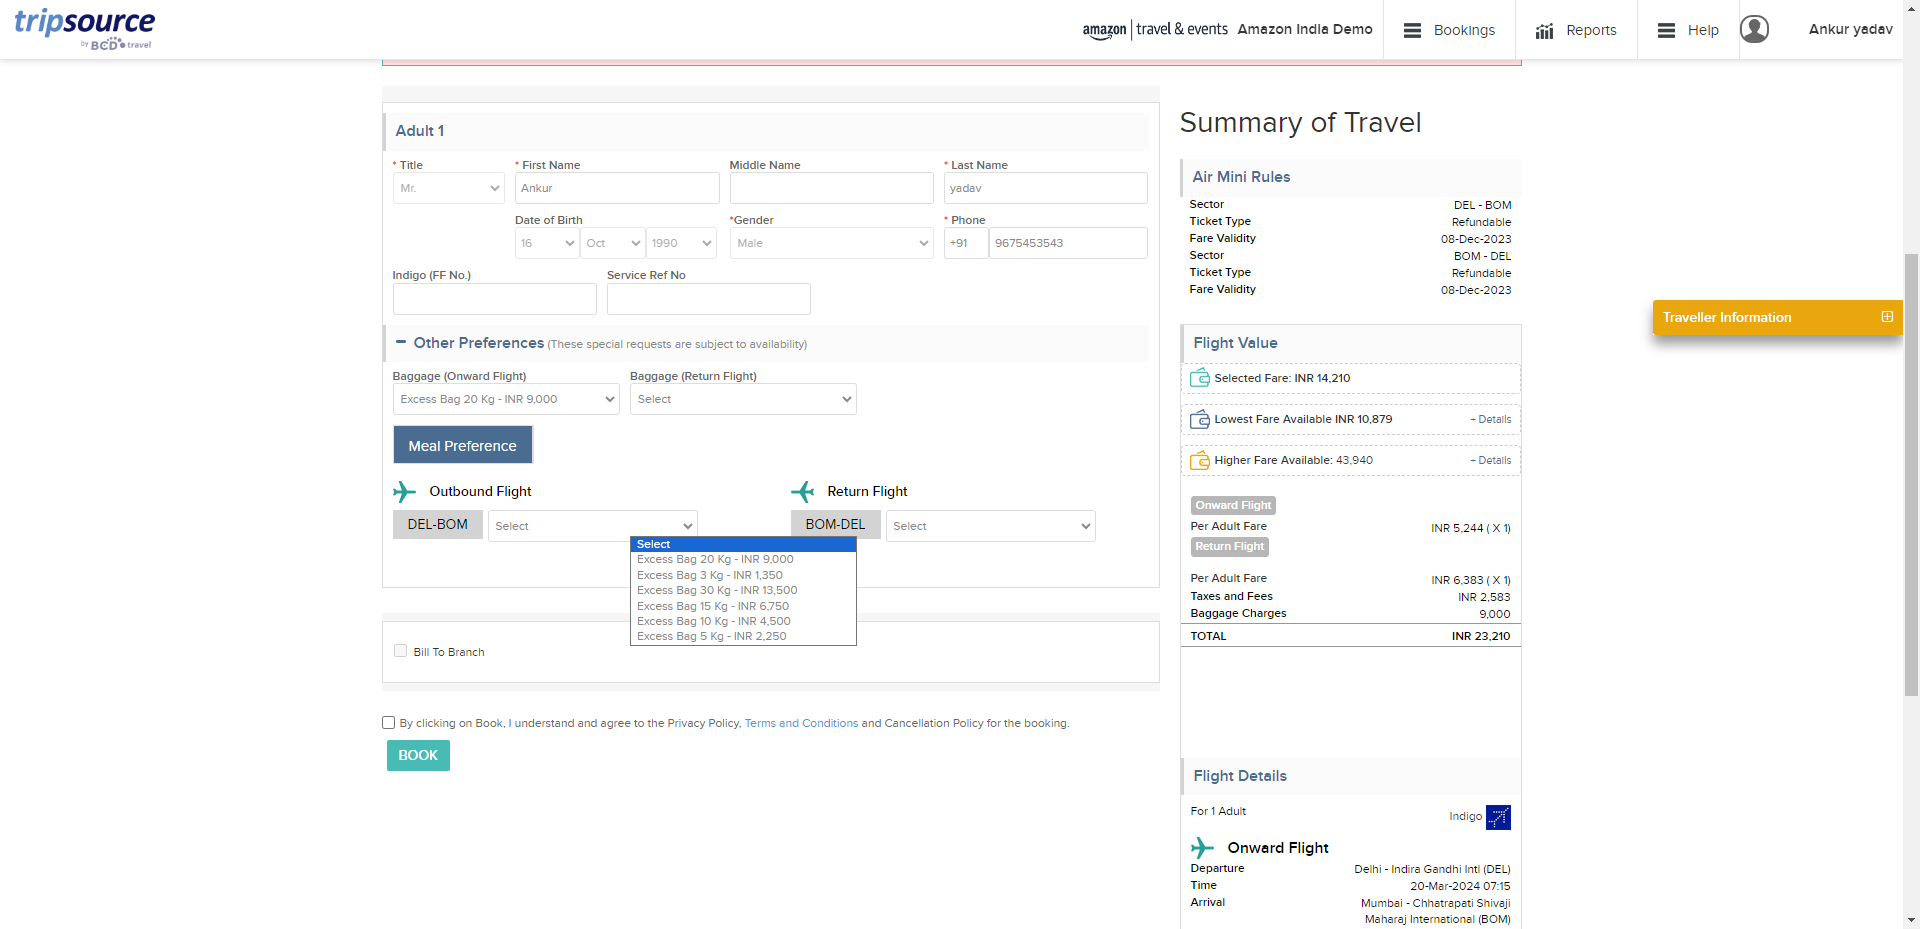 tripsource
by BCD travel
amazon | travel & events
Amazon India Demo
Bookings
Reports
Help
Ankur yadav
Adult 1
* Title
* First Name
Middle Name
* Last Name
Mr.
Ankur
yadav
Date of Birth
*Gender
* Phone
16
Oct
1990
Male
+91
9675453543
Indigo (FF No.)
Service Ref No
Other Preferences (These special requests are subject to availability)
Baggage (Onward Flight)
Baggage (Return Flight)
Excess Bag 20 Kg - INR 9,000
Select
Meal Preference
Outbound Flight
Return Flight
DEL-BOM
Select
BOM-DEL
Select
Select
Excess Bag 20 Kg - INR 9,000
Excess Bag 3 Kg - INR 1,350
Excess Bag 30 Kg - INR 13,500
Excess Bag 15 Kg - INR 6,750
Excess Bag 10 Kg - INR 4,500
Excess Bag 5 Kg - INR 2,250
Bill To Branch
By clicking on Book, I understand and agree to the Privacy Policy, Terms and Conditions and Cancellation Policy for the booking.
BOOK
Summary of Travel
Air Mini Rules
Sector DEL - BOM
Ticket Type Refundable
Fare Validity 08-Dec-2023
Sector BOM - DEL
Ticket Type Refundable
Fare Validity 08-Dec-2023
Traveller Information
Flight Value
Selected Fare: INR 14,210
Lowest Fare Available INR 10,879 + Details
Higher Fare Available: 43,940 + Details
Onward Flight
Per Adult Fare INR 5,244 ( X 1)
Return Flight
Per Adult Fare INR 6,383 ( X 1)
Taxes and Fees INR 2,583
Baggage Charges 9,000
TOTAL INR 23,210
Flight Details
For 1 Adult
Indigo
Onward Flight
Departure Delhi - Indira Gandhi Intl (DEL)
Time 20-Mar-2024 07:15
Arrival Mumbai - Chhatrapati Shivaji
Maharaj International (BOM)